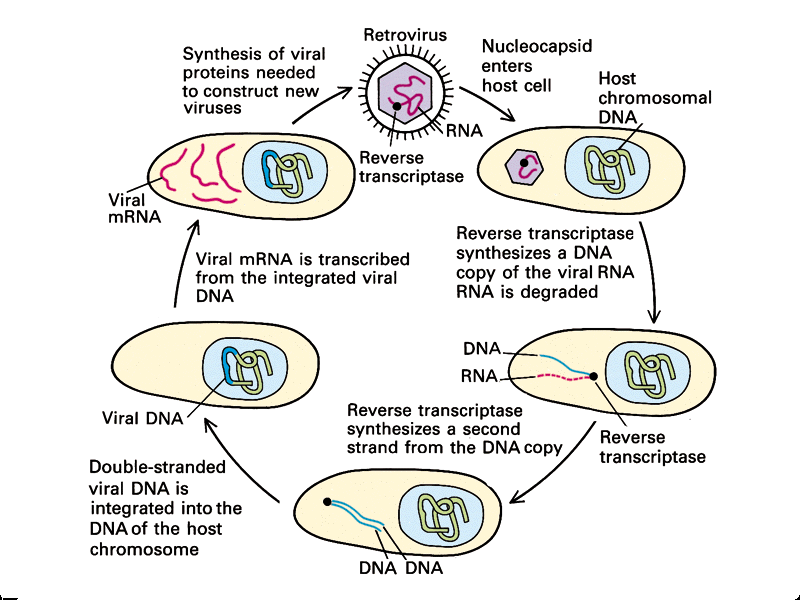 Retrovirus
Synthesis of viral
proteins needed
to construct new
viruses
Nucleocapsid
enters
host cell
Host
chromosomal
DNA
RNA
Reverse
transcriptase
Viral
mRNA
Reverse transcriptase
synthesizes a DNA
copy of the viral RNA
RNA is degraded
Viral mRNA is transcribed
from the integrated viral
DNA
DNA
RNA
Viral DNA
Reverse transcriptase
synthesizes a second
strand from the DNA copy
Reverse
transcriptase
Double-stranded
viral DNA is
integrated into the
DNA of the host
chromosome
DNA DNA